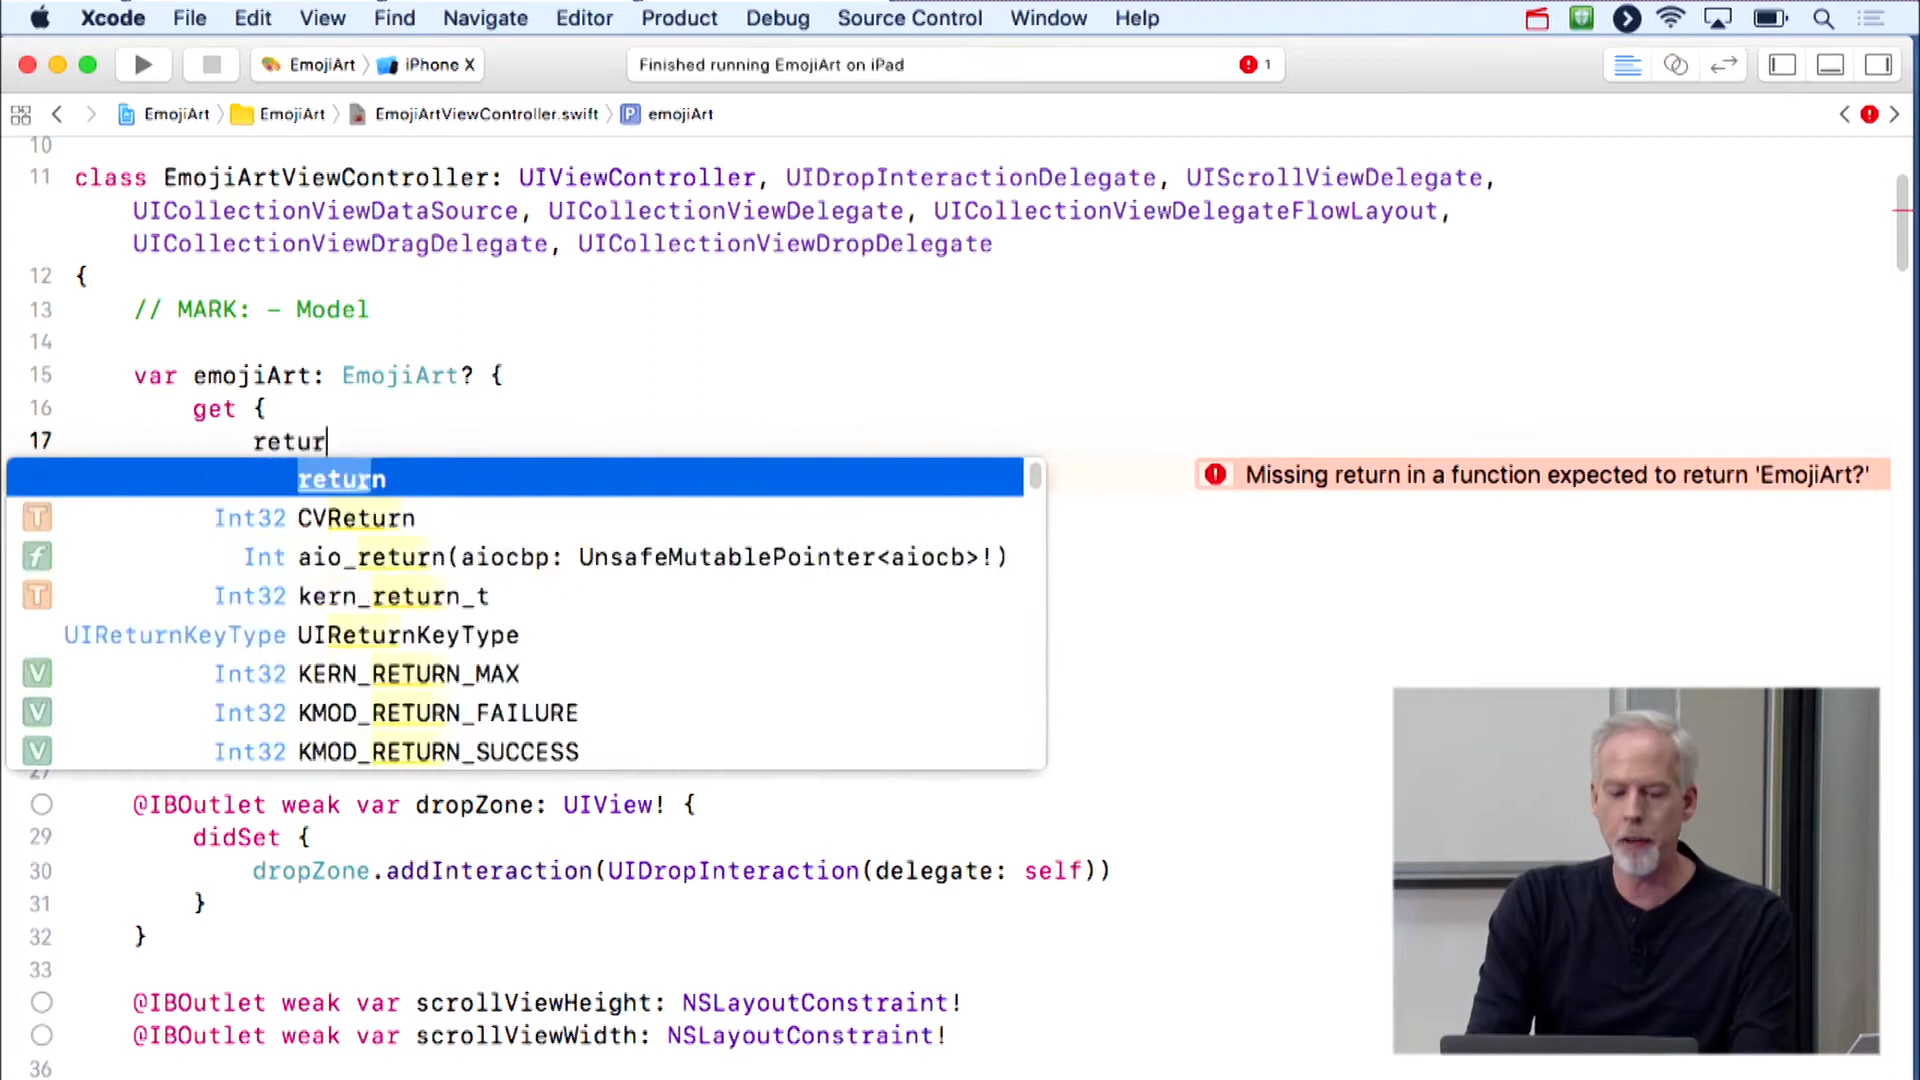 Xcode File Edit View Find Navigate Editor Product Debug Source Control Window Help
EmojiArt iPhone X Finished running EmojiArt on iPad 1
EmojiArt EmojiArt EmojiArtViewController.swift P emojiArt
10
11 class EmojiArtViewController: UIViewController, UIDropInteractionDelegate, UIScrollViewDelegate,
UICollectionViewDataSource, UICollectionViewDelegate, UICollectionViewDelegateFlowLayout,
UICollectionViewDragDelegate, UICollectionViewDropDelegate
12 {
13 // MARK: - Model
14
15 var emojiArt: EmojiArt? {
16 get {
17 retur
return
Missing return in a function expected to return 'EmojiArt?'
T Int32 CVReturn
f Int aio_return(aiocbp: UnsafeMutablePointer<aiocb>!)
T Int32 kern_return_t
UIReturnKeyType UIReturnKeyType
V Int32 KERN_RETURN_MAX
V Int32 KMOD_RETURN_FAILURE
V Int32 KMOD_RETURN_SUCCESS
27
@IBOutlet weak var dropZone: UIView! {
29 didSet {
30 dropZone.addInteraction(UIDropInteraction(delegate: self))
31 }
32 }
33
@IBOutlet weak var scrollViewHeight: NSLayoutConstraint!
@IBOutlet weak var scrollViewWidth: NSLayoutConstraint!
36